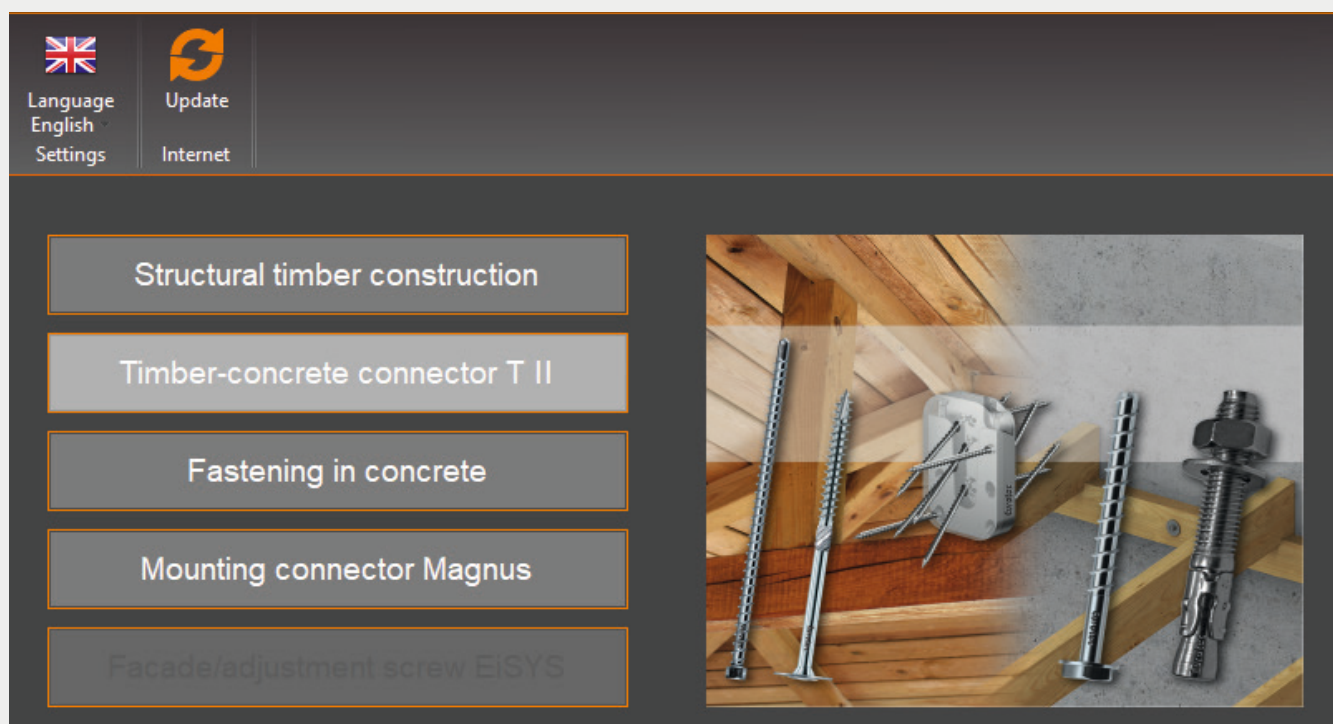 Language
English
Settings
Update
Internet
Structural timber construction
Timber-concrete connector T II
Fastening in concrete
Mounting connector Magnus
Facade/adjustment screw EiSYS